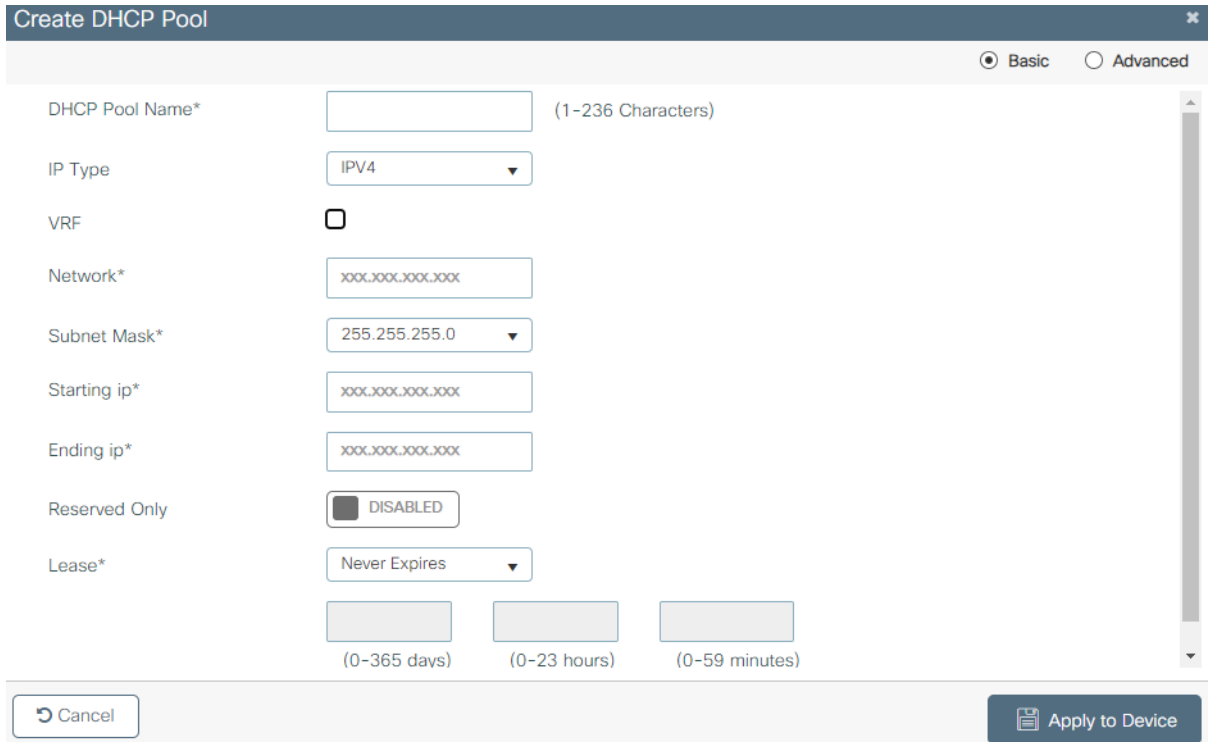 Create DHCP Pool
Basic Advanced
DHCP Pool Name* (1-236 Characters)
IP Type IPV4
VRF
Network* xxx.xxx.xxx.xxx
Subnet Mask* 255.255.255.0
Starting ip* xxx.xxx.xxx.xxx
Ending ip* xxx.xxx.xxx.xxx
Reserved Only DISABLED
Lease* Never Expires
(0-365 days) (0-23 hours) (0-59 minutes)
Cancel Apply to Device